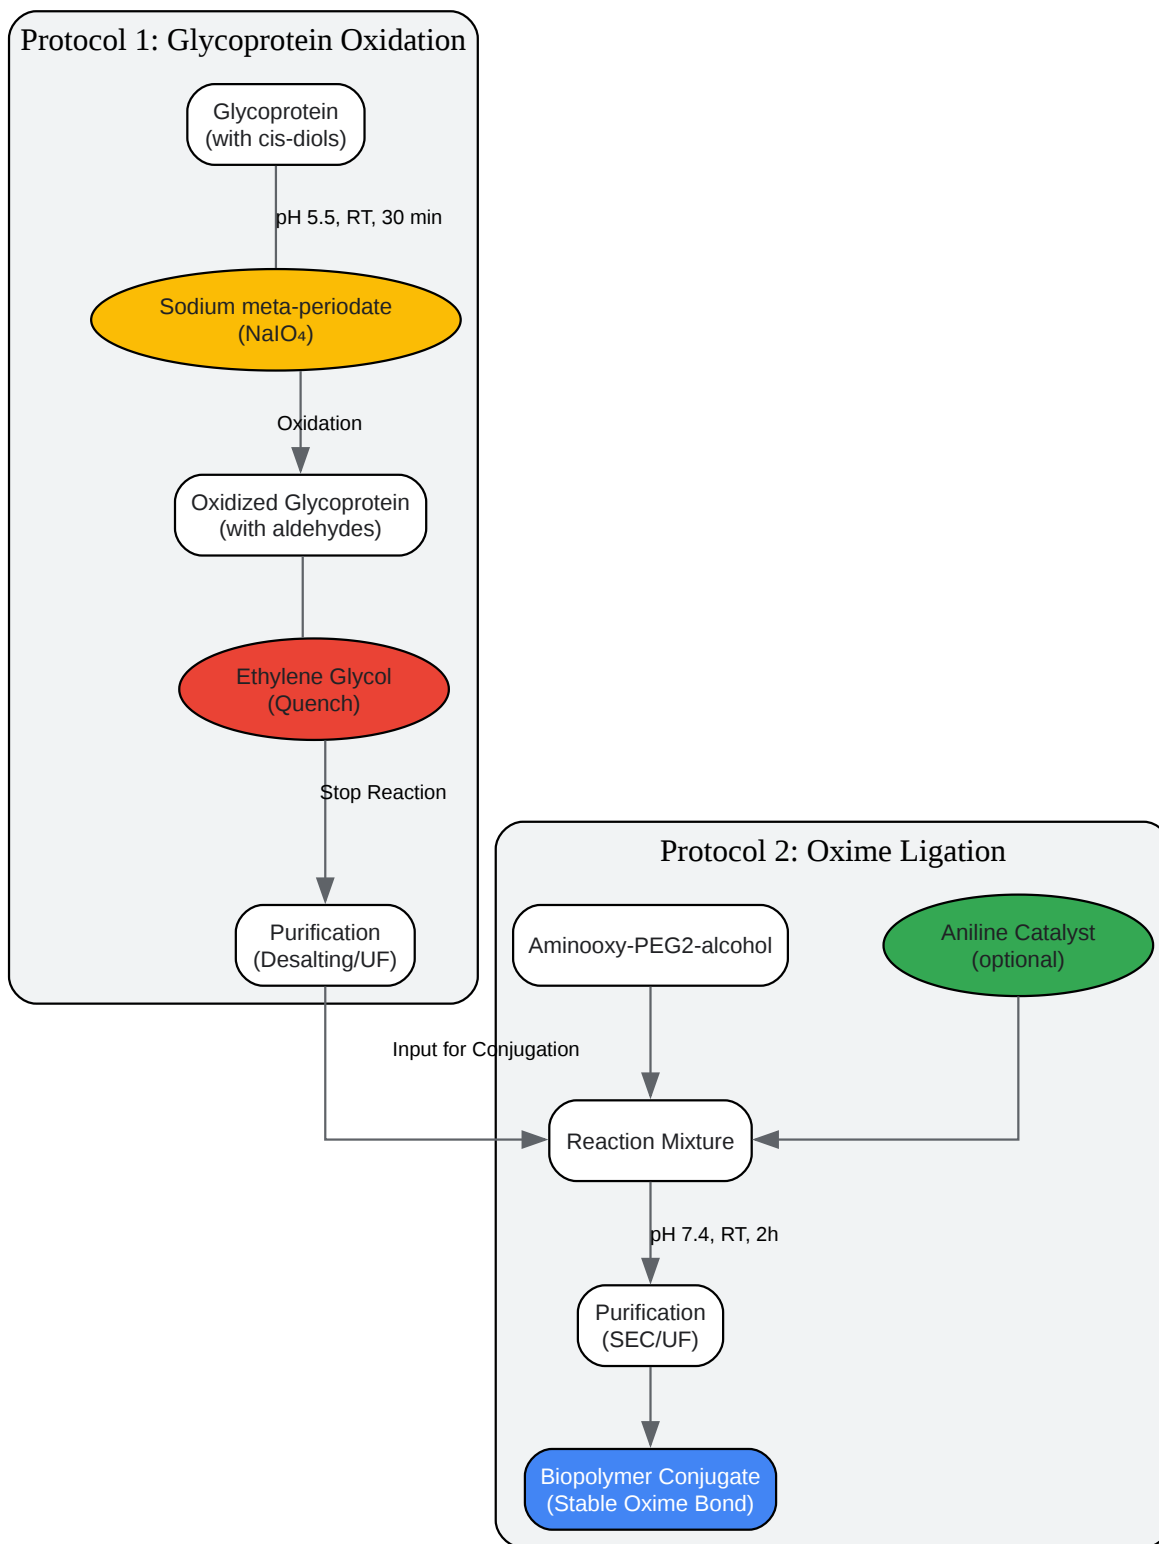 Protocol 1: Glycoprotein Oxidation
Glycoprotein
(with cis-diols)
pH 5.5, RT, 30 min
Sodium meta-periodate
(NaIO₄)
Oxidation
Oxidized Glycoprotein
(with aldehydes)
Ethylene Glycol
(Quench)
Stop Reaction
Purification
(Desalting/UF)
Input for Conjugation
Protocol 2: Oxime Ligation
Aminooxy-PEG2-alcohol
Aniline Catalyst
(optional)
Reaction Mixture
pH 7.4, RT, 2h
Purification
(SEC/UF)
Biopolymer Conjugate
(Stable Oxime Bond)